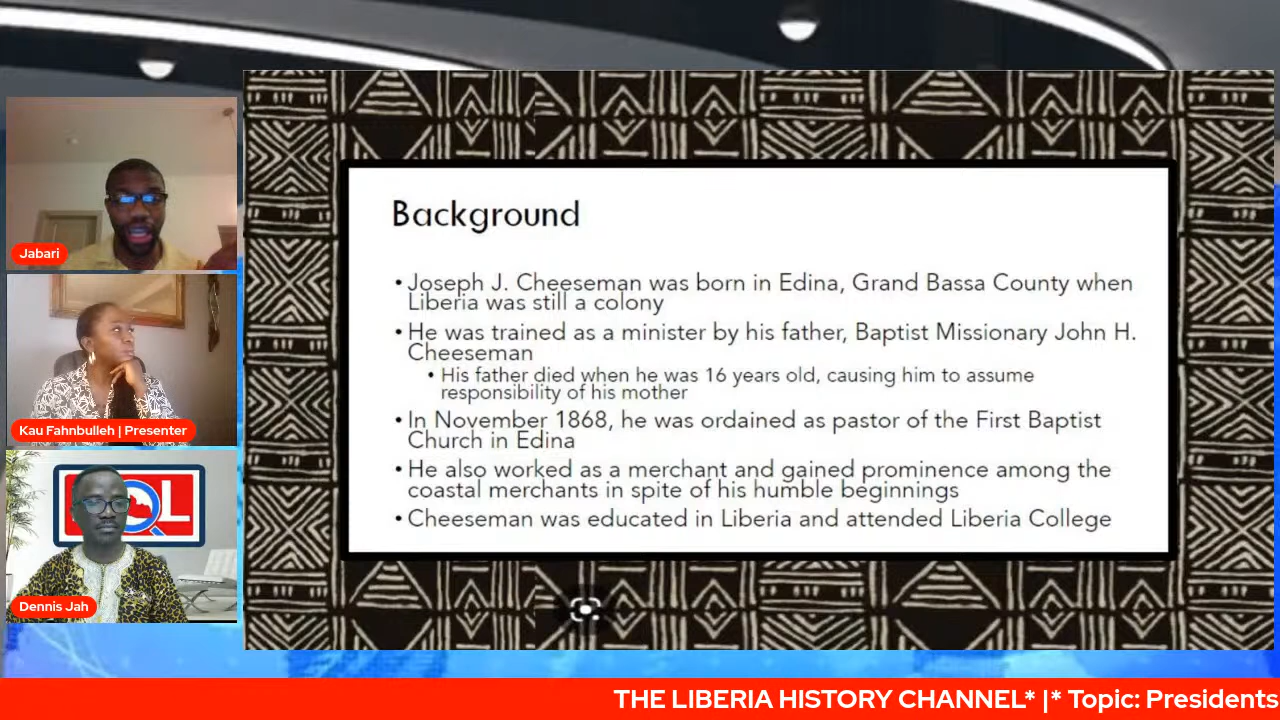 Jabari
Kau Fahnbulleh | Presenter
Dennis Jah
Background
• Joseph J. Cheeseman was born in Edina, Grand Bassa County when
Liberia was still a colony
• He was trained as a minister by his father, Baptist Missionary John H.
Cheeseman
• His father died when he was 16 years old, causing him to assume
responsibility of his mother
• In November 1868, he was ordained as pastor of the First Baptist
Church in Edina
• He also worked as a merchant and gained prominence among the
coastal merchants in spite of his humble beginnings
• Cheeseman was educated in Liberia and attended Liberia College
THE LIBERIA HISTORY CHANNEL* |* Topic: Presidents